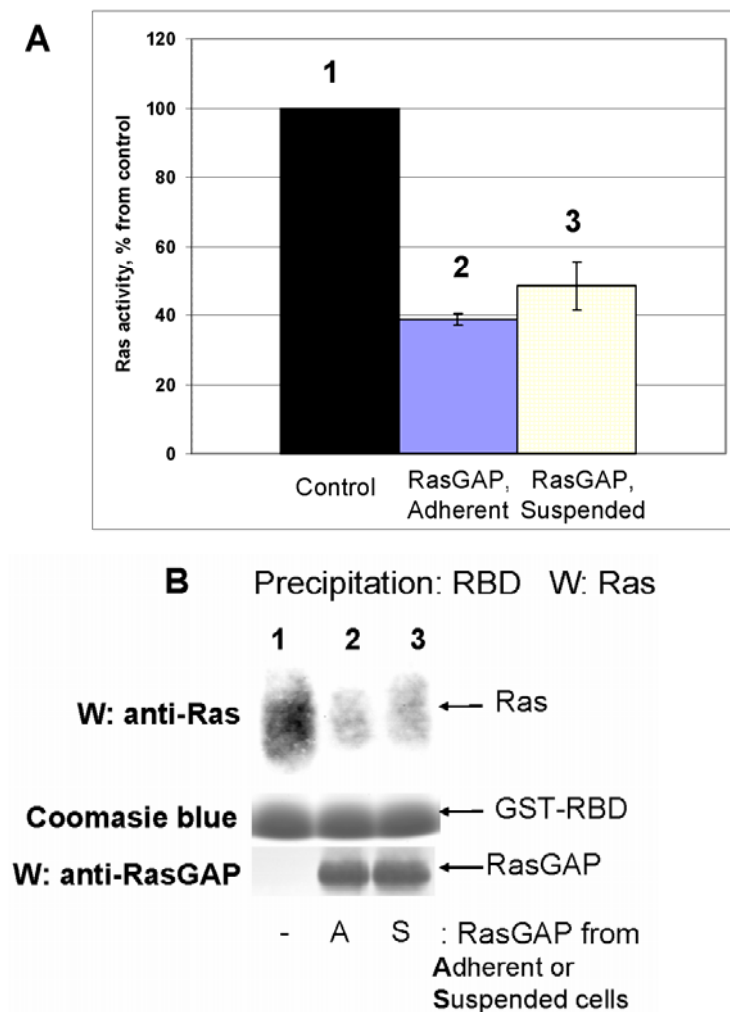 A
120
100
80
60
40
20
0
Ras activity, % from control
1
2
3
Control
RasGAP,
Adherent
RasGAP,
Suspended
B
Precipitation: RBD W: Ras
1 2 3
W: anti-Ras
Ras
Coomasie blue
GST-RBD
W: anti-RasGAP
RasGAP
- A S : RasGAP from
Adherent or
Suspended cells